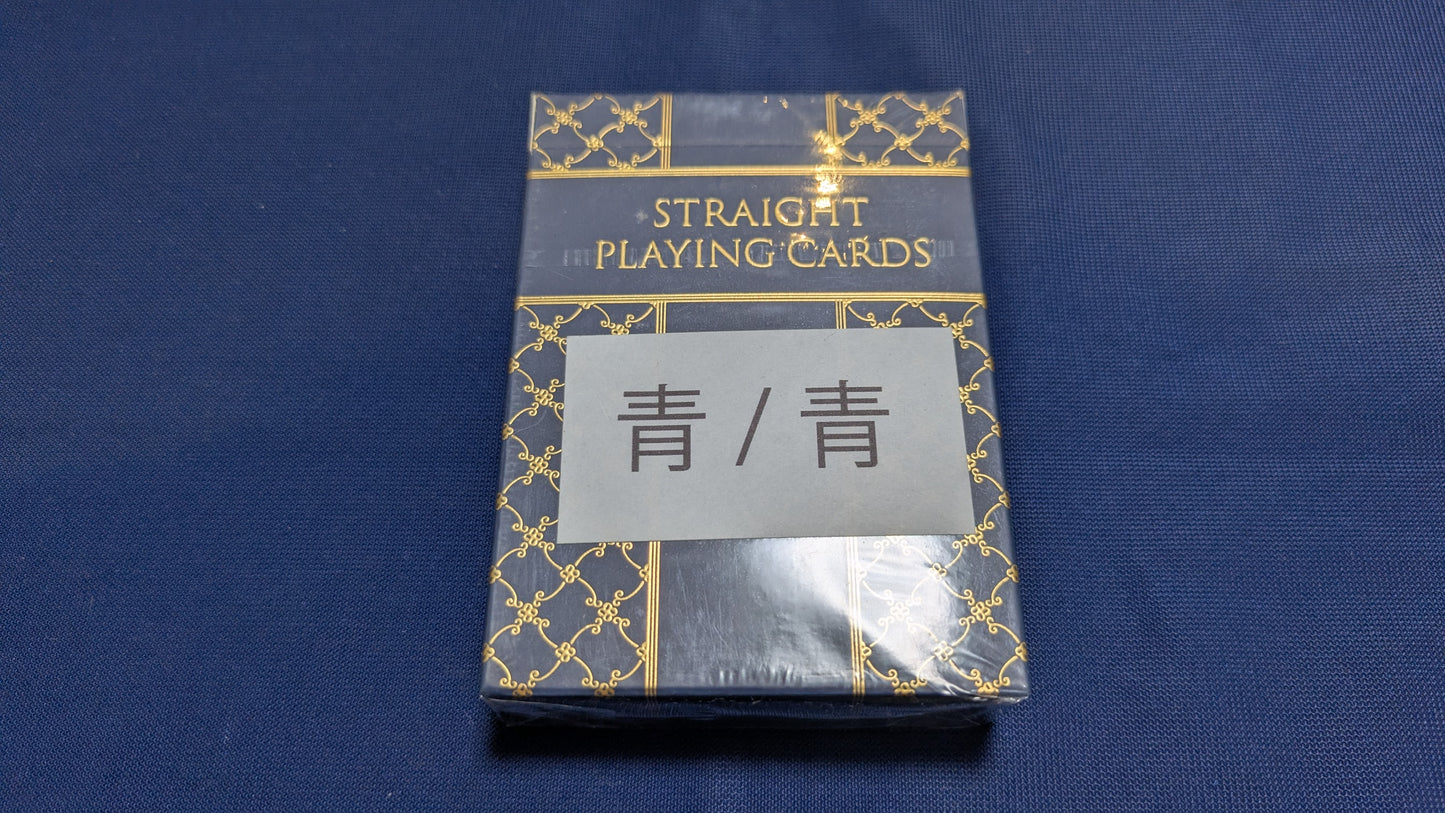 STRAIGHT
PLAYING CARDS
青/青